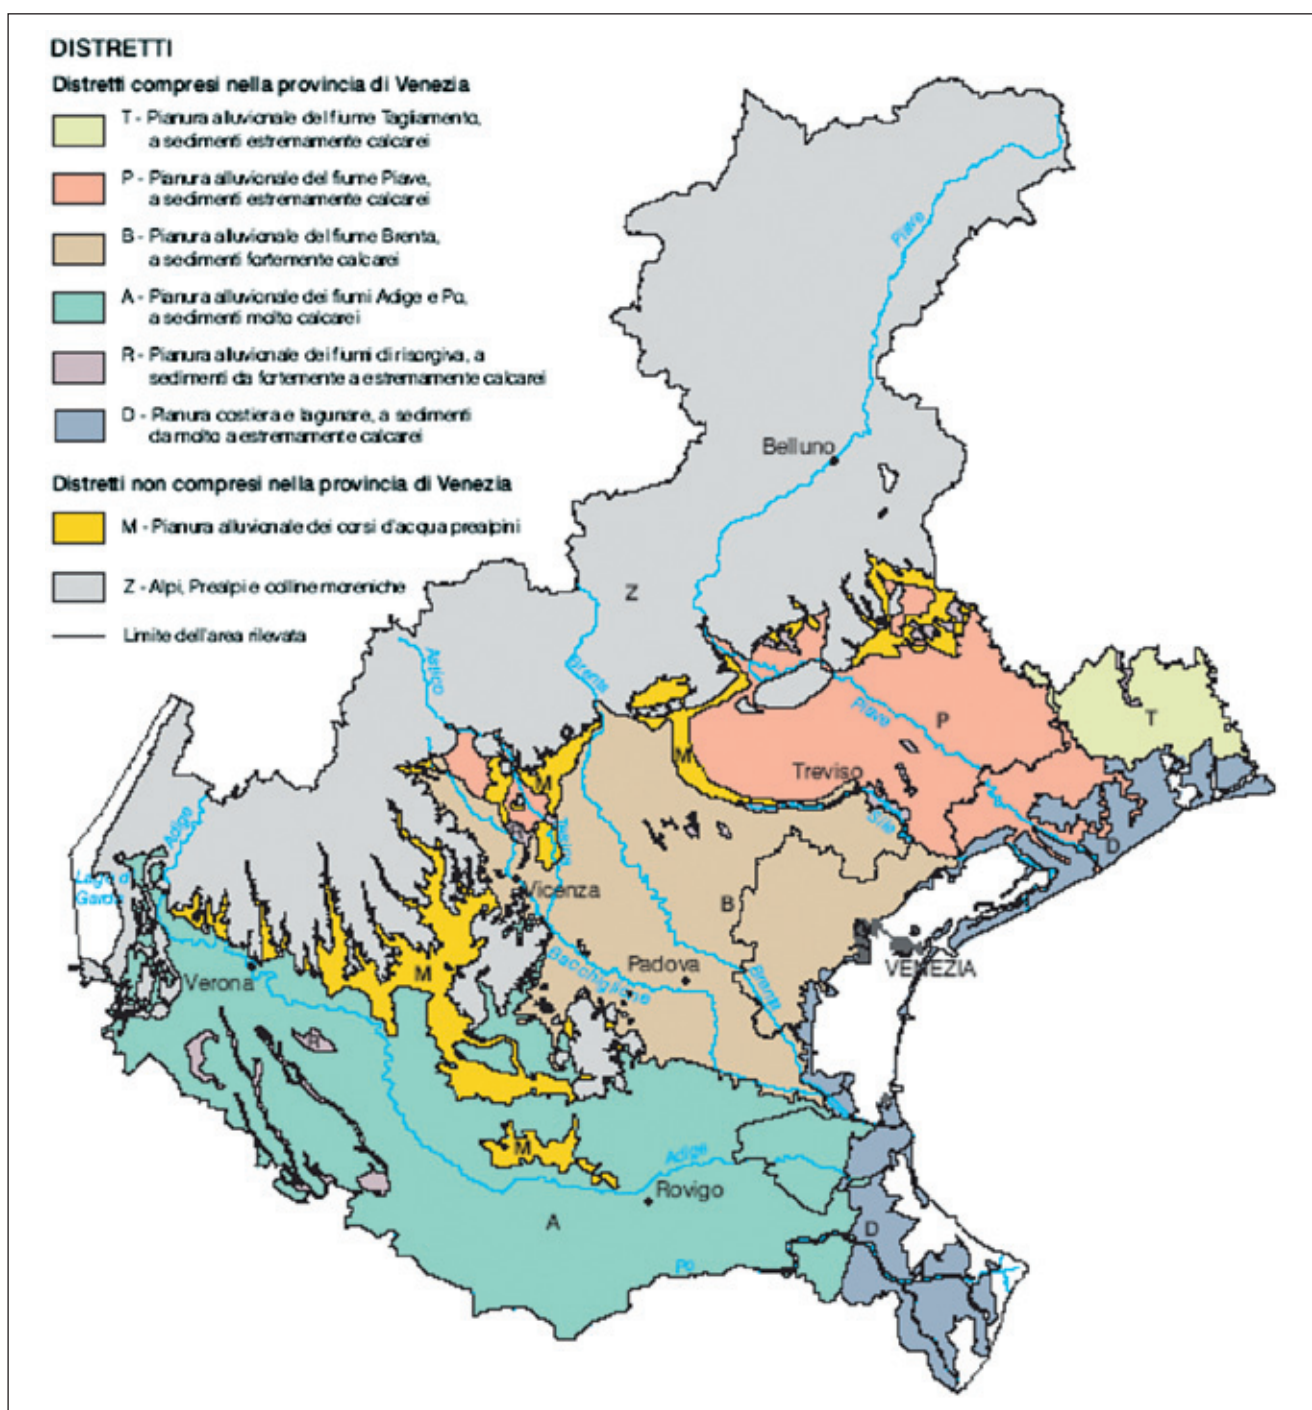 DISTRETTI
Distretti compresi nella provincia di Venezia
T - Pianura alluvionale del fiume Tagliamento,
a sedimenti estremamente calcarei
P - Pianura alluvionale del fiume Piave,
a sedimenti estremamente calcarei
B - Pianura alluvionale del fiume Brenta,
a sedimenti fortemente calcarei
A - Pianura alluvionale dei fiumi Adige e Po,
a sedimenti molto calcarei
R - Pianura alluvionale dei fiumi di risorgiva, a
sedimenti da fortemente a estremamente calcarei
D - Pianura costiera e lagunare, a sedimenti
da molto a estremamente calcarei
Distretti non compresi nella provincia di Venezia
M - Pianura alluvionale dei corsi d'acqua prealpini
Z - Alpi, Prealpi e colline moreniche
Limite dell'area rilevata
Piave
Belluno
Z
Astico
Brenta
Piave
P
T
M
M
Treviso
Sile
Adige
Tesina
D
Lago di
Garda
Vicenza
B
Verona
M
Bacchiglione
Padova
Brenta
VENEZIA
R
M
Adige
Rovigo
A
D
Po